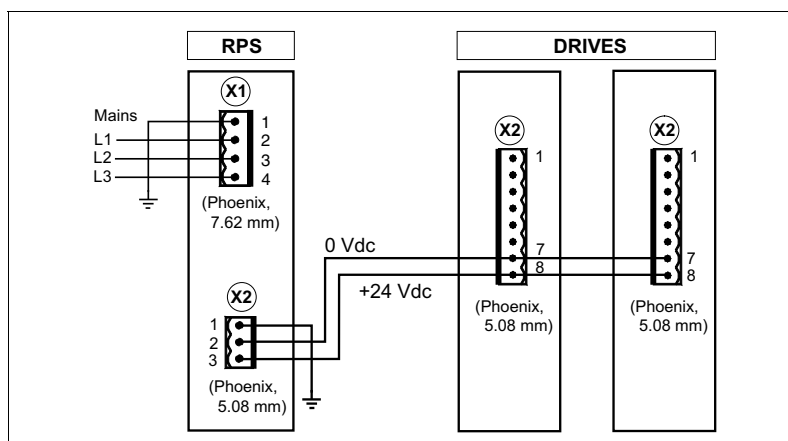 RPS
DRIVES
X1
Mains
L1
L2
L3
1
2
3
4
(Phoenix,
7.62 mm)
X2
1
2
3
(Phoenix,
5.08 mm)
0 Vdc
+24 Vdc
X2
1
7
8
(Phoenix,
5.08 mm)
X2
1
7
8
(Phoenix,
5.08 mm)